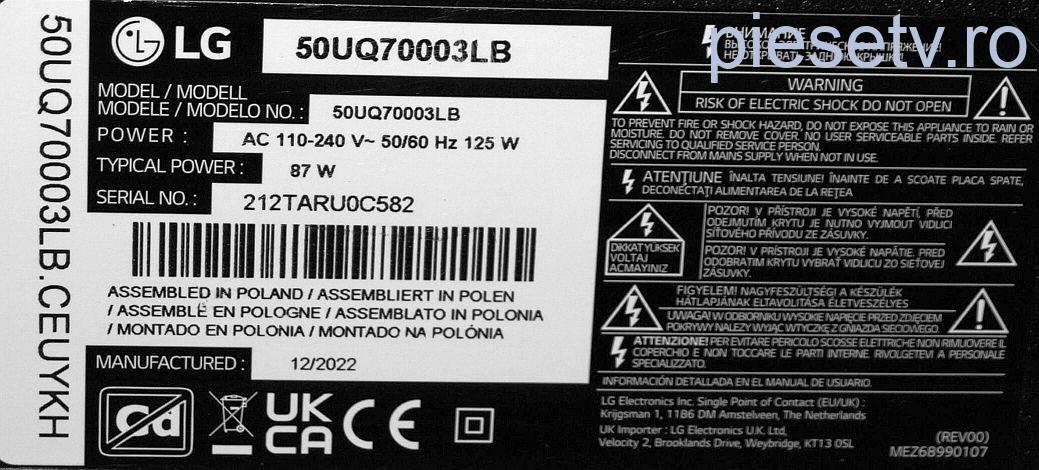 50UQ70003LB.CEUYKH
LG
50UQ70003LB
MODEL / MODELL
MODELE / MODELO NO.: 50UQ70003LB
POWER : AC 110-240 V~ 50/60 Hz 125 W
TYPICAL POWER : 87 W
SERIAL NO. : 212TARU0C582
ASSEMBLED IN POLAND / ASSEMBLIERT IN POLEN
/ ASSEMBLÉ EN POLOGNE / ASSEMBLATO IN POLONIA
/ MONTADO EN POLONIA / MONTADO NA POLÓNIA
MANUFACTURED : 12/2022
Cd
UK
CA
CE
piesetv.ro
ВНИМАНИЕ
НЕ ОТКРЫВАТЬ ЗАДНЮЮ КРЫШКУ!
WARNING
RISK OF ELECTRIC SHOCK DO NOT OPEN
TO PREVENT FIRE OR SHOCK HAZARD, DO NOT EXPOSE THIS APPLIANCE TO RAIN OR
MOISTURE. DO NOT REMOVE COVER. NO USER SERVICEABLE PARTS INSIDE. REFER
SERVICING TO QUALIFIED SERVICE PERSON.
DISCONNECT FROM MAINS SUPPLY WHEN NOT IN USE.
ATENȚIUNE ÎNALTA TENSIUNE! ÎNAINTE DE A SCOATE PLACA SPATE,
DECONECTAȚI ALIMENTAREA DE LA REȚEA
DİKKAT YÜKSEK
VOLTAJ
AÇMAYINIZ
POZOR! V PŘÍSTROJI JE VYSOKÉ NAPĚTÍ, PŘED
ODEJMUTÍM KRYTU JE NUTNO VYJMOUT VIDLICI
SÍŤOVÉHO PŘÍVODU ZE ZÁSUVKY.
POZOR! V PRÍSTROJI JE VYSOKÉ NAPÄTIE. PRED
ODOBRATIM KRYTU VYBRAŤ VIDLICU ZO SIEŤOVEJ
ZÁSUVKY.
FIGYELEM! NAGYFESZÜLTSÉG! A KÉSZÜLÉK
HÁTLAPJÁNAK ELTAVOLÍTÁSA ÉLETVESZÉLYES
UWAGA! W ODBIORNIKU WYSOKIE NAPIĘCIE PRZED ZDJĘCIEM
POKRYWY NALEŻY WYJĄĆ WTYCZKĘ Z GNIAZDA SIECIOWEGO.
ATTENZIONE! PER EVITARE PERICOLO SCOSSE ELETTRICHE NON RIMUOVERE IL
COPERCHIO E NON TOCCARE LE PARTI INTERNE. RIVOLGETEVI A PERSONALE
SPECIALIZZATO.
INFORMACIÓN DETALLADA EN EL MANUAL DE USUARIO.
LG Electronics Inc. Single Point of Contact (EU/UK) :
Krijgsman 1, 1186 DM Amstelveen, The Netherlands
UK Importer : LG Electronics U.K. Ltd,
Velocity 2, Brooklands Drive, Weybridge, KT13 0SL
(REV00)
MEZ68990107